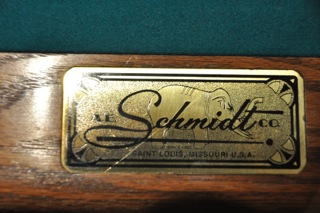 A.E. Schmidt CO.
SAINT LOUIS, MISSOURI U.S.A.